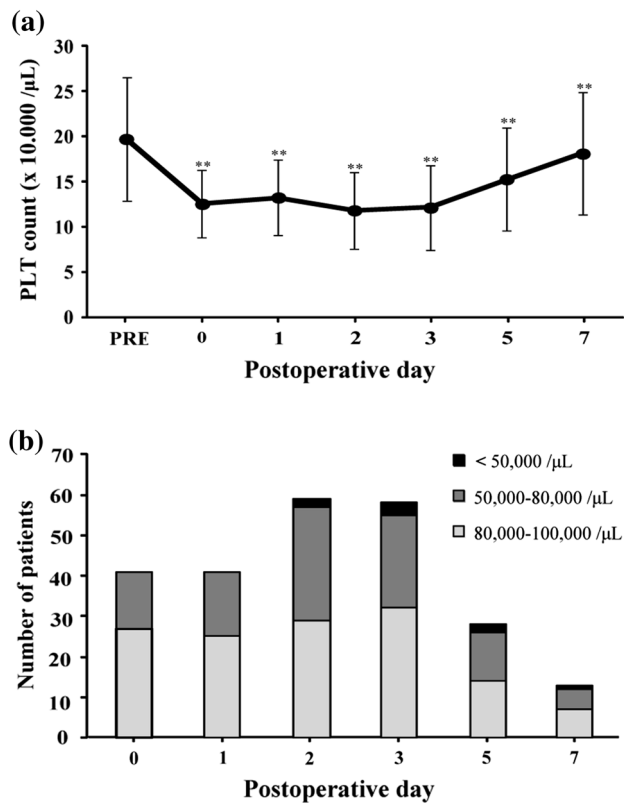 (a)
30
25
20
15
10
5
0
PLT count (x 10.000 /µL)
** ** ** ** ** **
PRE 0 1 2 3 5 7
Postoperative day
(b)
70
60
50
40
30
20
10
0
Number of patients
< 50,000 /µL
50,000-80,000 /µL
80,000-100,000 /µL
0 1 2 3 5 7
Postoperative day